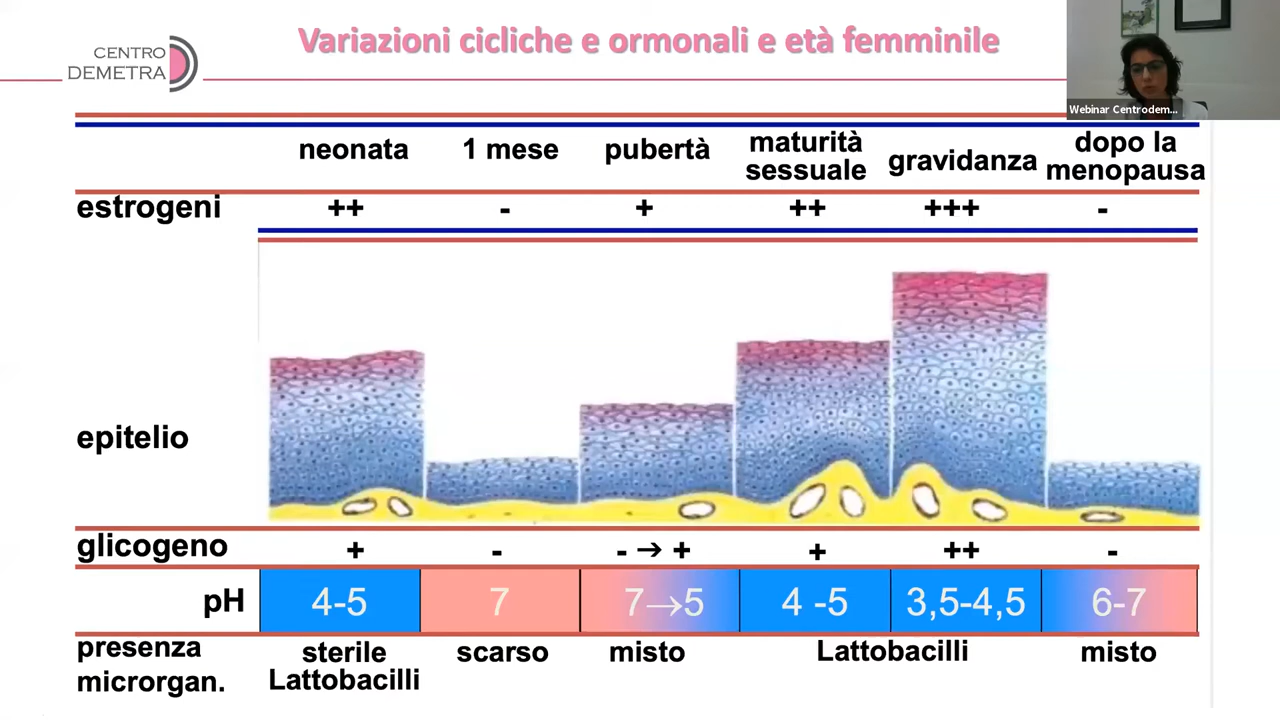 Variazioni cicliche e ormonali e età femminile
CENTRO
DEMETRA
Webinar Centrodem...
neonata 1 mese pubertà maturità sessuale gravidanza dopo la menopausa
estrogeni ++ - + ++ +++ -
epitelio
glicogeno + - - → + + ++ -
pH 4-5 7 7→5 4 -5 3,5-4,5 6-7
presenza microrgan. sterile Lattobacilli scarso misto Lattobacilli misto